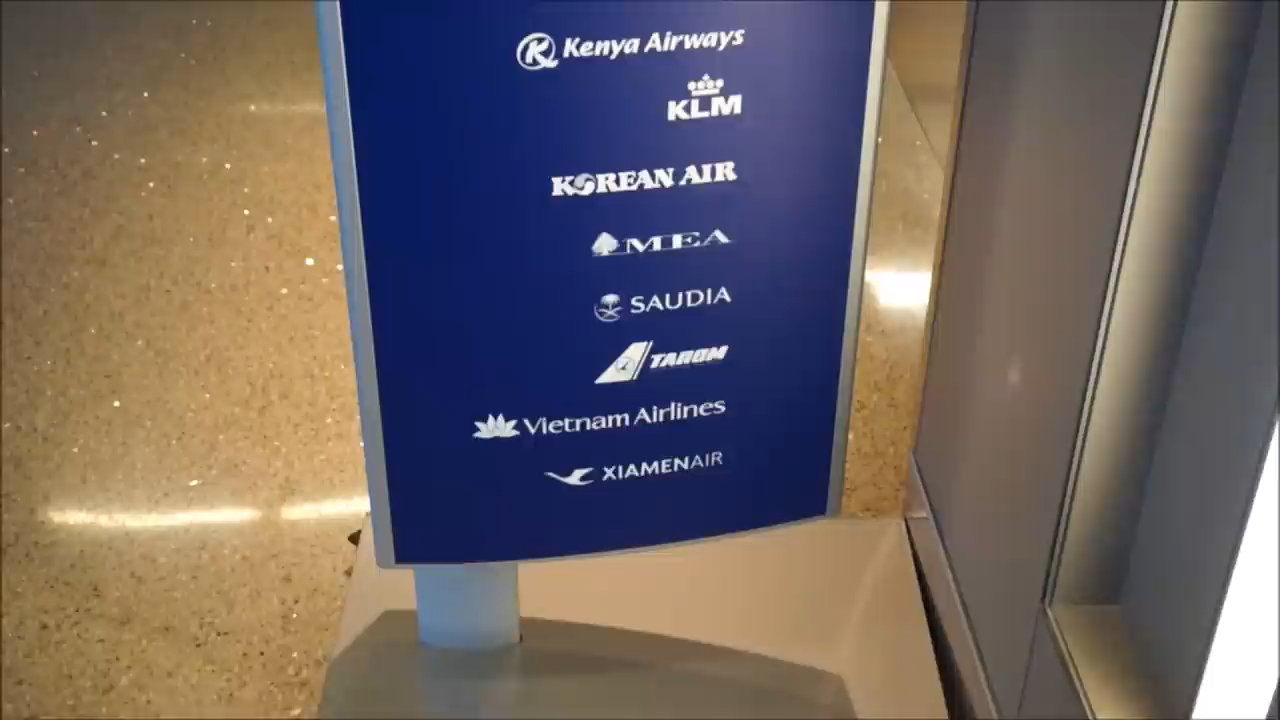 Kenya Airways
KLM
KOREAN AIR
MEA
SAUDIA
TAROM
Vietnam Airlines
XIAMENAIR